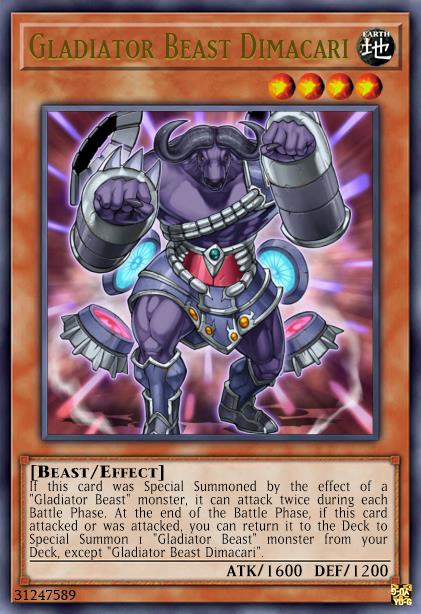 GLADIATOR BEAST DIMACARI
EARTH
地
[BEAST/EFFECT]
If this card was Special Summoned by the effect of a
"Gladiator Beast" monster, it can attack twice during each
Battle Phase. At the end of the Battle Phase, if this card
attacked or was attacked, you can return it to the Deck to
Special Summon 1 "Gladiator Beast" monster from your
Deck, except "Gladiator Beast Dimacari".
ATK/1600 DEF/1200
31247589